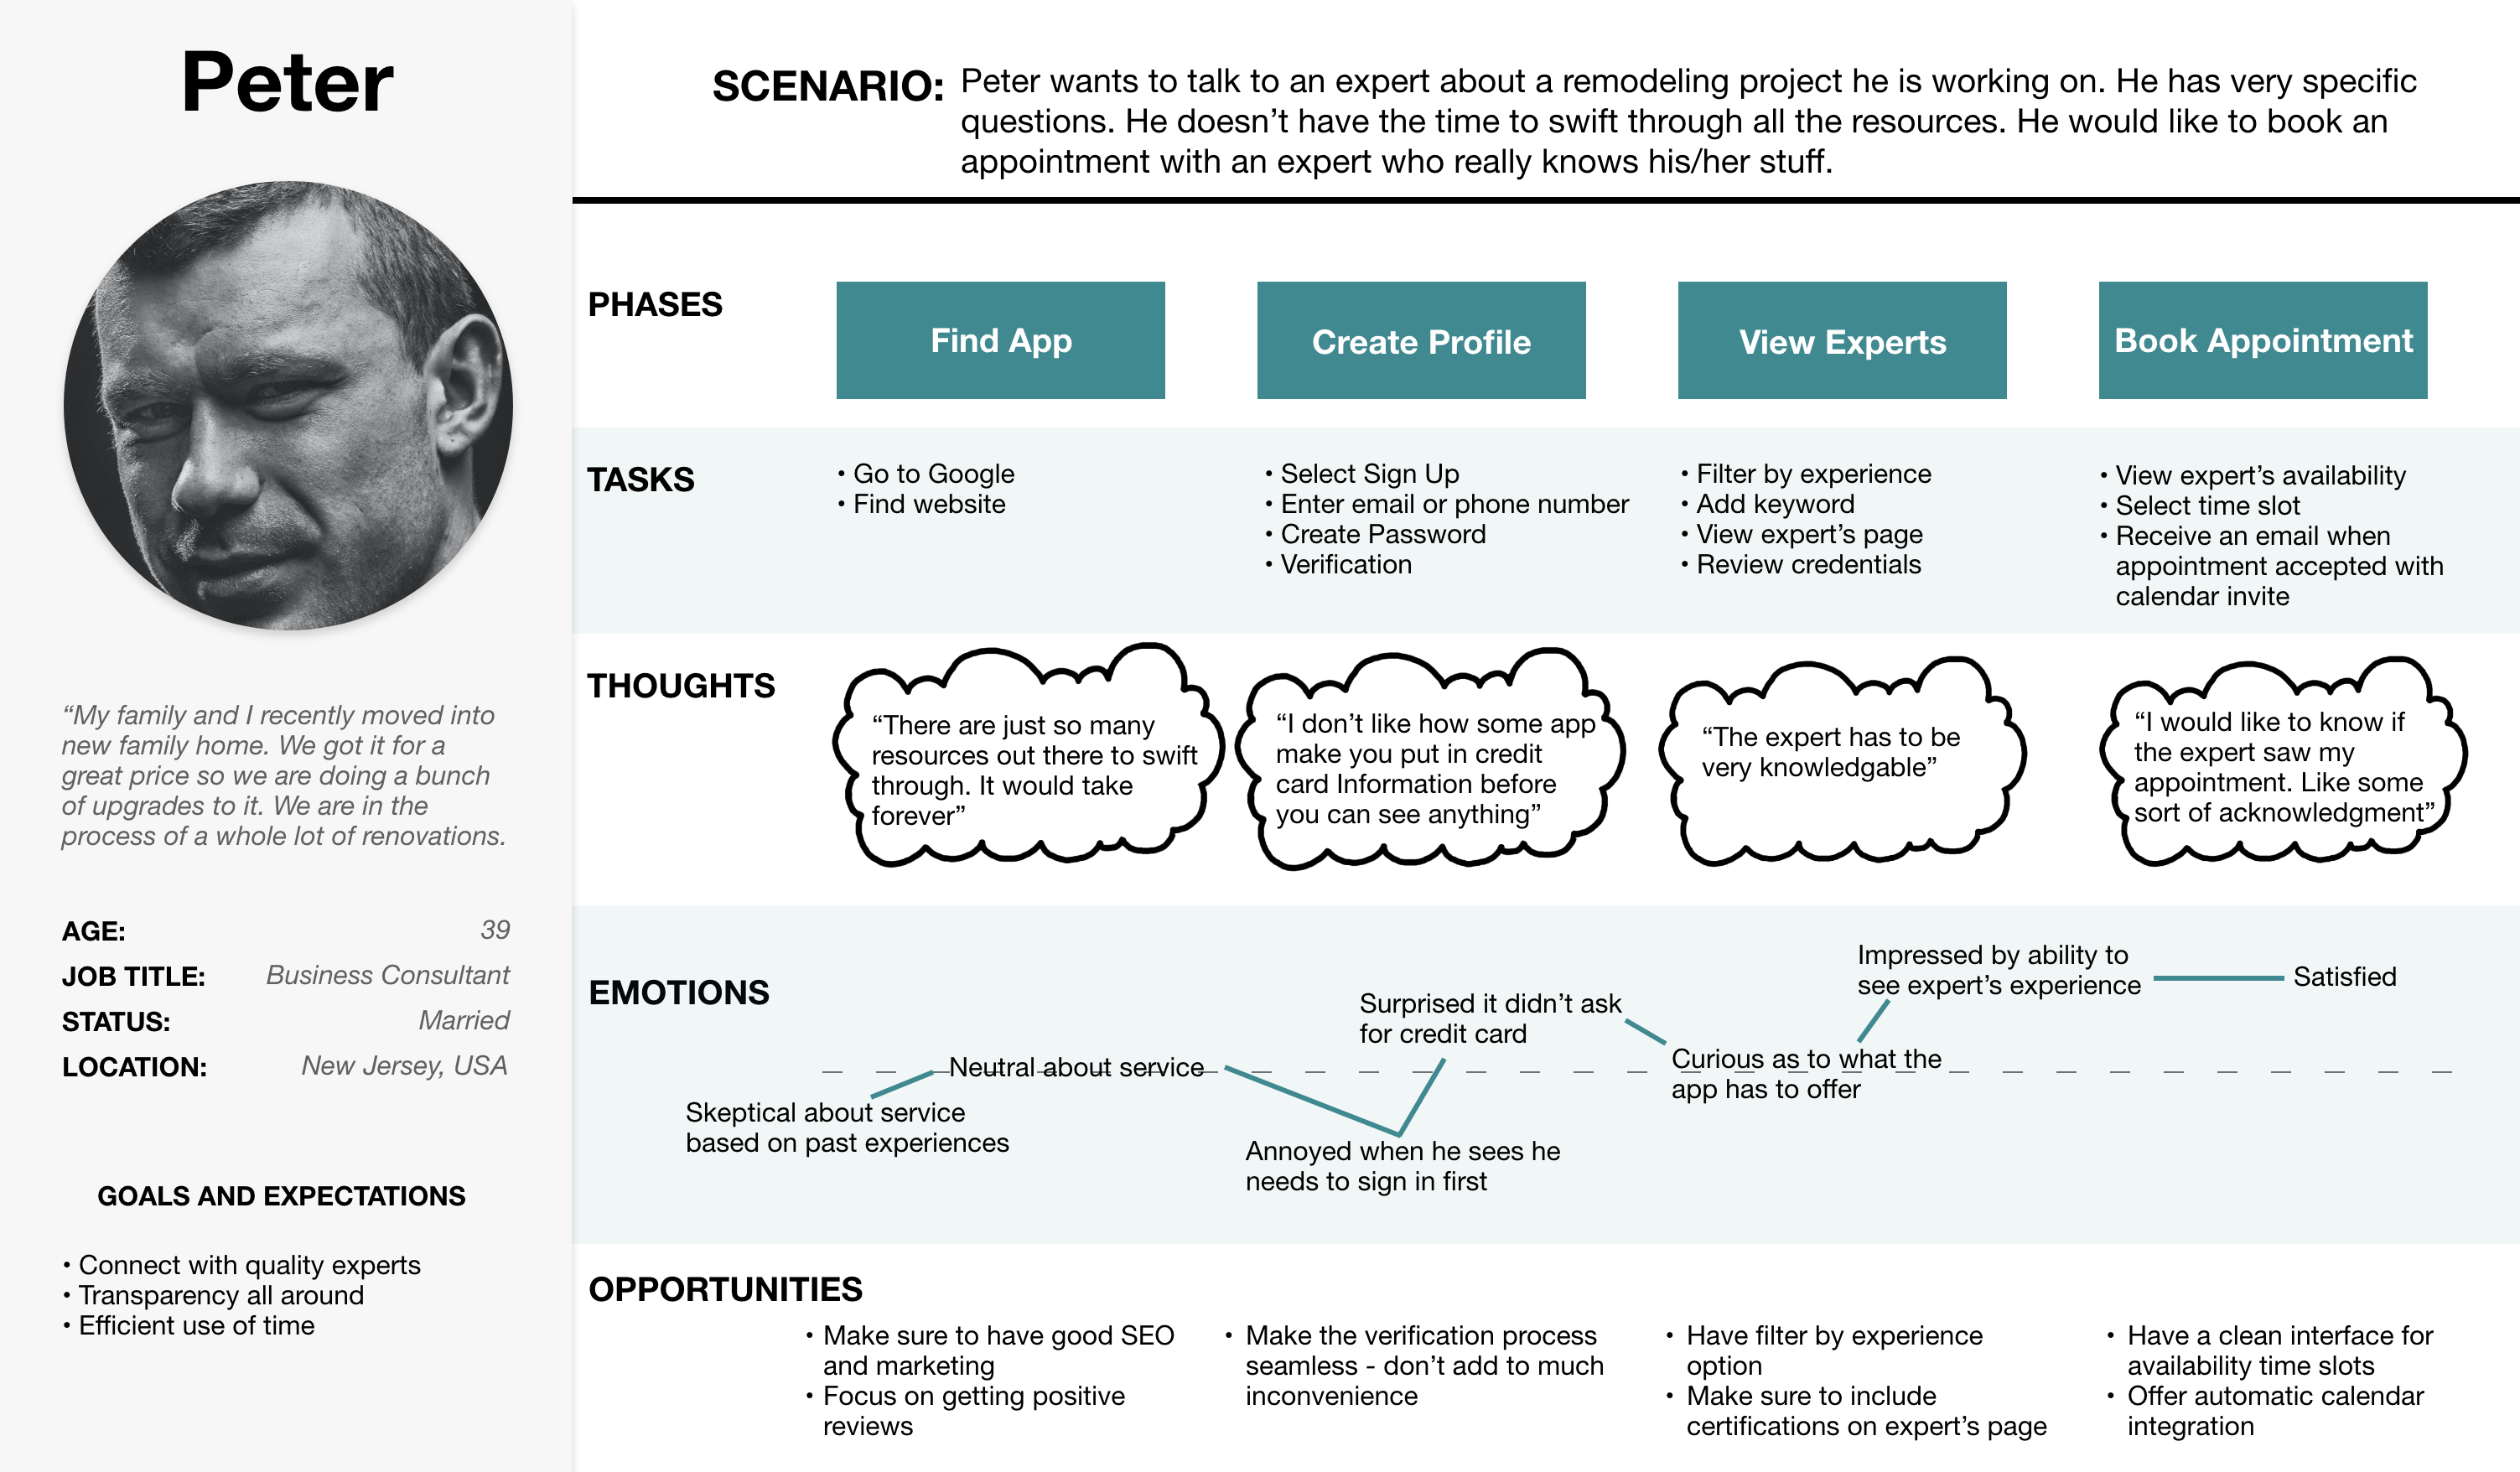 Peter
“My family and I recently moved into
new family home. We got it for a
great price so we are doing a bunch
of upgrades to it. We are in the
process of a whole lot of renovations.
AGE: 39
JOB TITLE: Business Consultant
STATUS: Married
LOCATION: New Jersey, USA
GOALS AND EXPECTATIONS
• Connect with quality experts
• Transparency all around
• Efficient use of time
SCENARIO: Peter wants to talk to an expert about a remodeling project he is working on. He has very specific
questions. He doesn’t have the time to swift through all the resources. He would like to book an
appointment with an expert who really knows his/her stuff.
PHASES
Find App
Create Profile
View Experts
Book Appointment
TASKS
• Go to Google
• Find website
• Select Sign Up
• Enter email or phone number
• Create Password
• Verification
• Filter by experience
• Add keyword
• View expert’s page
• Review credentials
• View expert’s availability
• Select time slot
• Receive an email when
appointment accepted with
calendar invite
THOUGHTS
“There are just so many
resources out there to swift
through. It would take
forever”
“I don’t like how some app
make you put in credit
card Information before
you can see anything”
“The expert has to be
very knowledgable”
“I would like to know if
the expert saw my
appointment. Like some
sort of acknowledgment”
EMOTIONS
Skeptical about service
based on past experiences
Neutral about service
Annoyed when he sees he
needs to sign in first
Surprised it didn’t ask
for credit card
Curious as to what the
app has to offer
Impressed by ability to
see expert’s experience
Satisfied
OPPORTUNITIES
• Make sure to have good SEO
and marketing
• Focus on getting positive
reviews
• Make the verification process
seamless - don’t add to much
inconvenience
• Have filter by experience
option
• Make sure to include
certifications on expert’s page
• Have a clean interface for
availability time slots
• Offer automatic calendar
integration